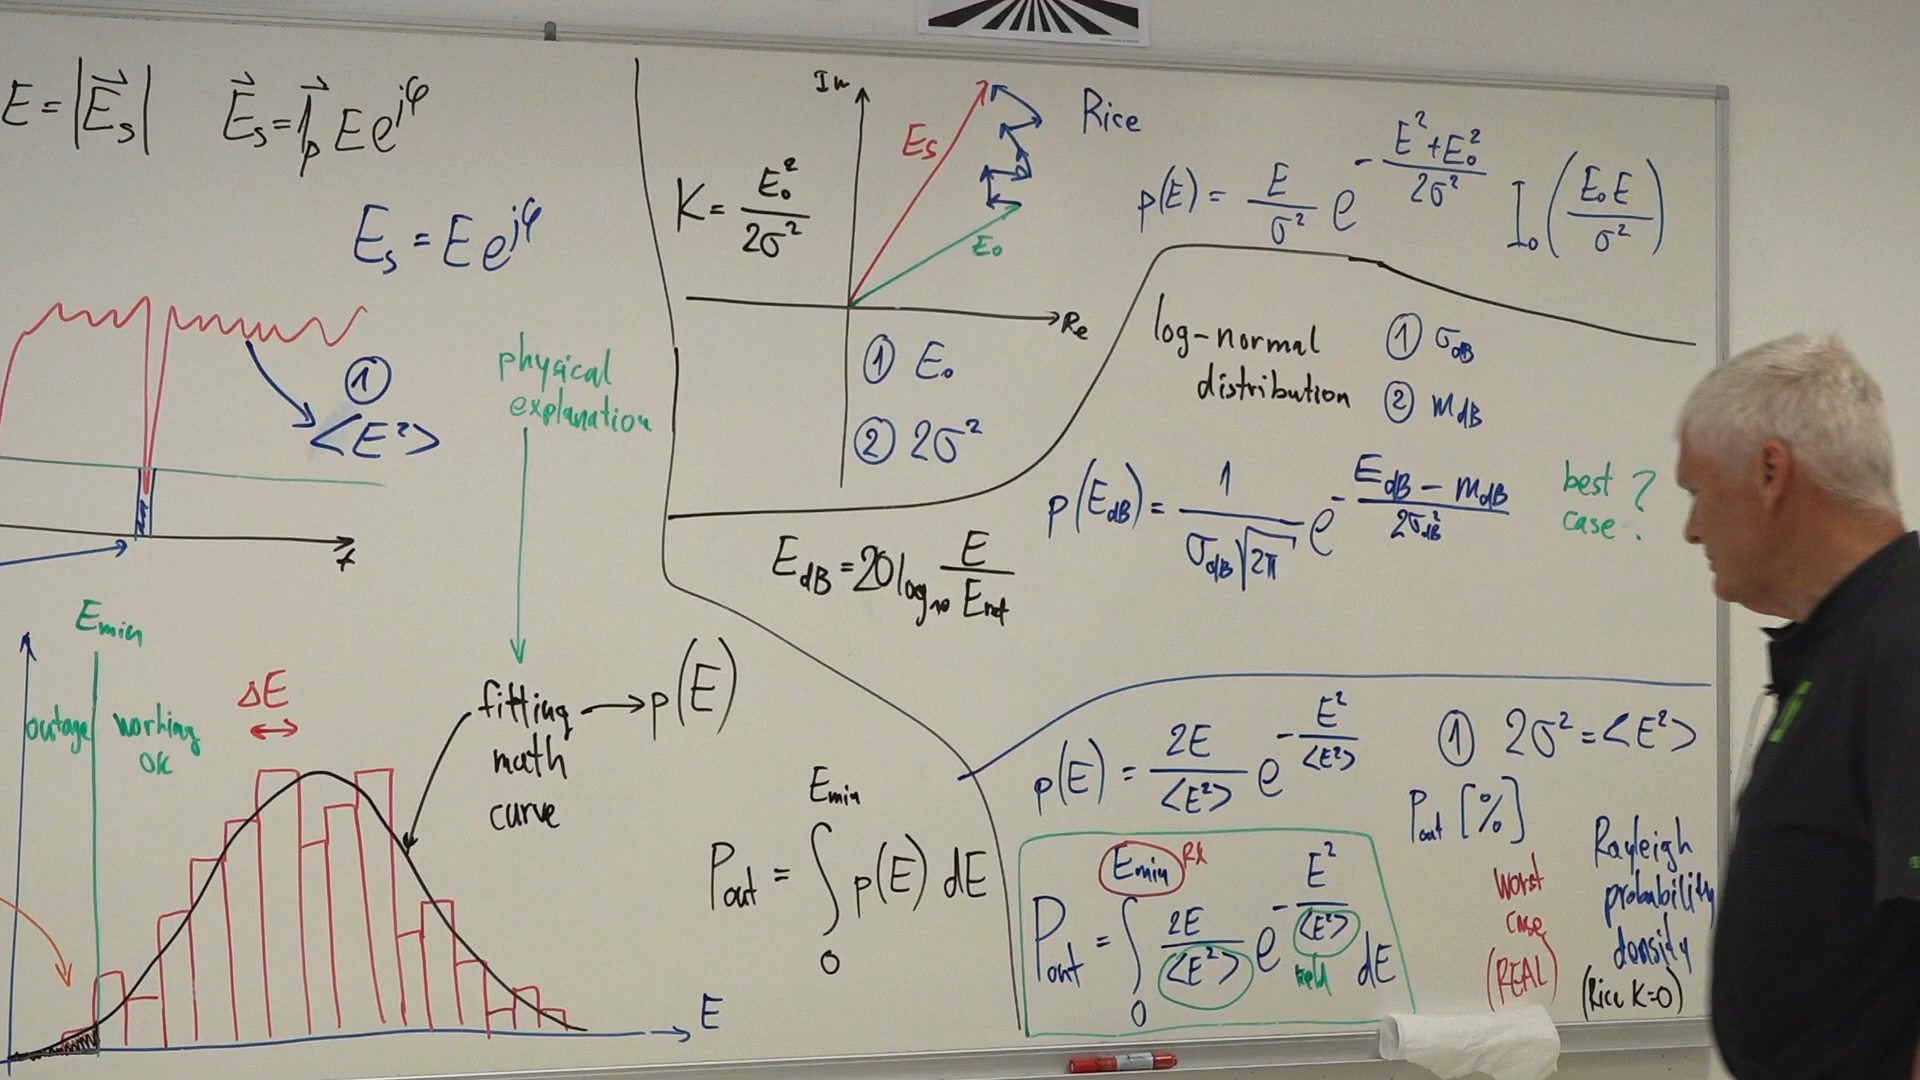 E = |E⃗s|
E⃗s = 1⃗p E e^{jφ}
Es = E e^{jφ}
①
<E²>
physical
explanation
Emin
outage
working
OK
ΔE
fitting
math
curve
p(E)
E
K = E₀² / 2σ²
Im
Es
E₀
Re
① E₀
② 2σ²
Rice
p(E) = E/σ² e^{-(E²+E₀²)/2σ²} I₀(E₀E/σ²)
log-normal
distribution
① σdB
② mdB
p(EdB) = 1/(σdB√2π) e^{-(EdB - mdB)/2σdB²}
best
case ?
EdB = 20 log₁₀ E/Eref
Pout = ∫₀^{Emin} p(E) dE
p(E) = 2E/<E²> e^{-E²/<E²>}
① 2σ² = <E²>
Pout [%]
Emin RX
Pout = ∫₀ 2E/<E²> e^{-E²/<E²>} dE
worst
case
(REAL)
Rayleigh
probability
density
(Rice K=0)